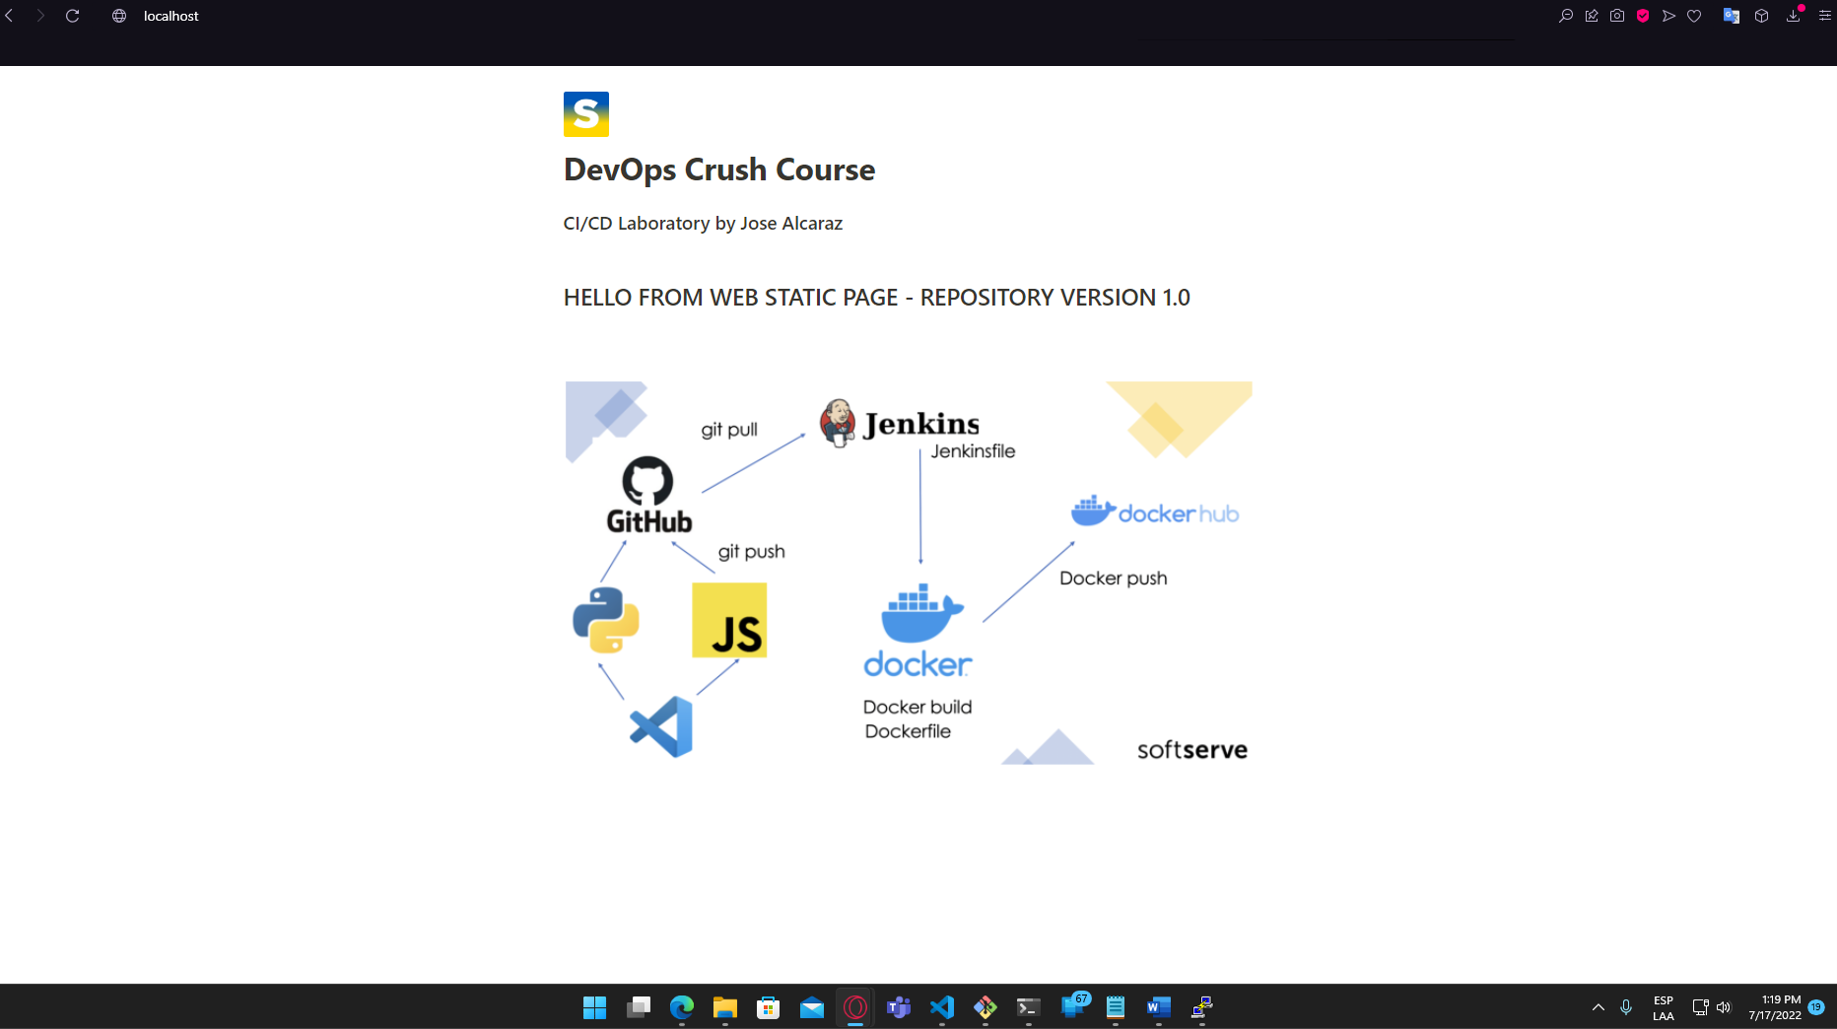 localhost
S
DevOps Crush Course
CI/CD Laboratory by Jose Alcaraz
HELLO FROM WEB STATIC PAGE - REPOSITORY VERSION 1.0
git pull
Jenkins
Jenkinsfile
GitHub
dockerhub
git push
Docker push
JS
docker
Docker build
Dockerfile
softserve
67
ESP
LAA
1:19 PM
7/17/2022
19